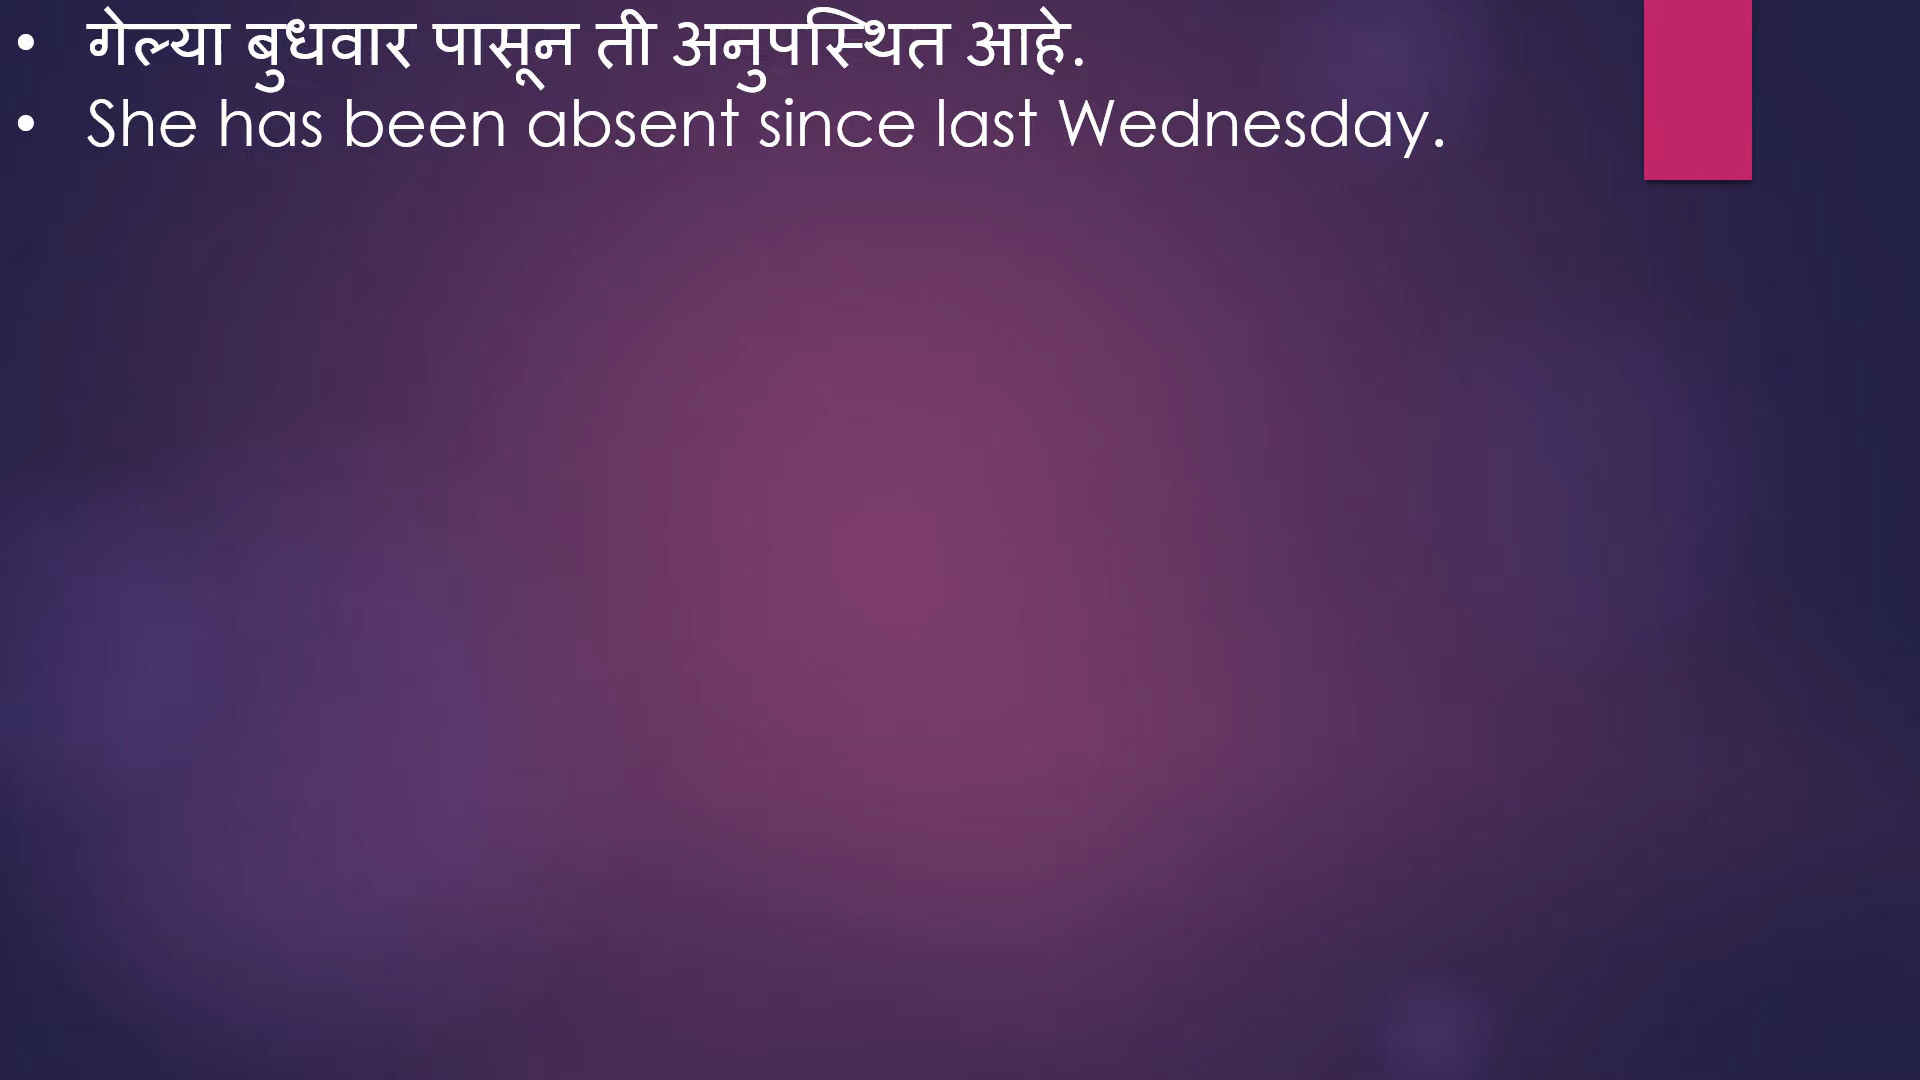 • गेल्या बुधवार पासून ती अनुपस्थित आहे.
• She has been absent since last Wednesday.